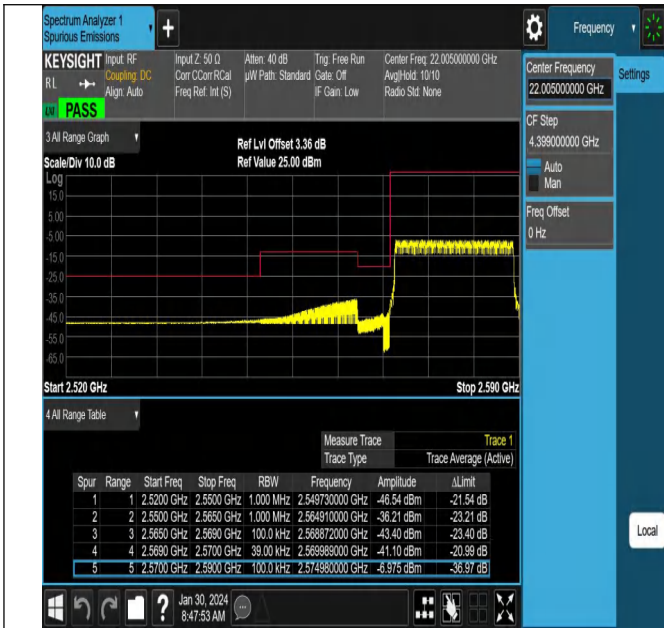 Spectrum Analyzer 1
Spurious Emissions
+
Frequency
KEYSIGHT Input: RF Input Z: 50 Ω Atten: 40 dB Trig: Free Run Center Freq: 22.005000000 GHz
RL Coupling: DC Corr CCorr RCal µW Path: Standard Gate: Off Avg|Hold: 10/10
Align: Auto Freq Ref: Int (S) IF Gain: Low Radio Std: None
LXI PASS
Center Frequency
22.005000000 GHz
Settings
CF Step
4.399000000 GHz
Auto
Man
Freq Offset
0 Hz
3 All Range Graph
Ref Lvl Offset 3.36 dB
Scale/Div 10.0 dB Ref Value 25.00 dBm
Log
15.0
5.00
-5.00
-15.0
-25.0
-35.0
-45.0
-55.0
-65.0
Start 2.520 GHz Stop 2.590 GHz
4 All Range Table
Measure Trace Trace 1
Trace Type Trace Average (Active)
Spur Range Start Freq Stop Freq RBW Frequency Amplitude ΔLimit
1 1 2.5200 GHz 2.5500 GHz 1.000 MHz 2.549730000 GHz -46.54 dBm -21.54 dB
2 2 2.5500 GHz 2.5650 GHz 1.000 MHz 2.564910000 GHz -36.21 dBm -23.21 dB
3 3 2.5650 GHz 2.5690 GHz 100.0 kHz 2.568872000 GHz -43.40 dBm -23.40 dB
4 4 2.5690 GHz 2.5700 GHz 39.00 kHz 2.569989000 GHz -41.10 dBm -20.99 dB
5 5 2.5700 GHz 2.5900 GHz 100.0 kHz 2.574980000 GHz -6.975 dBm -36.97 dB
Local
?
Jan 30, 2024
8:47:53 AM